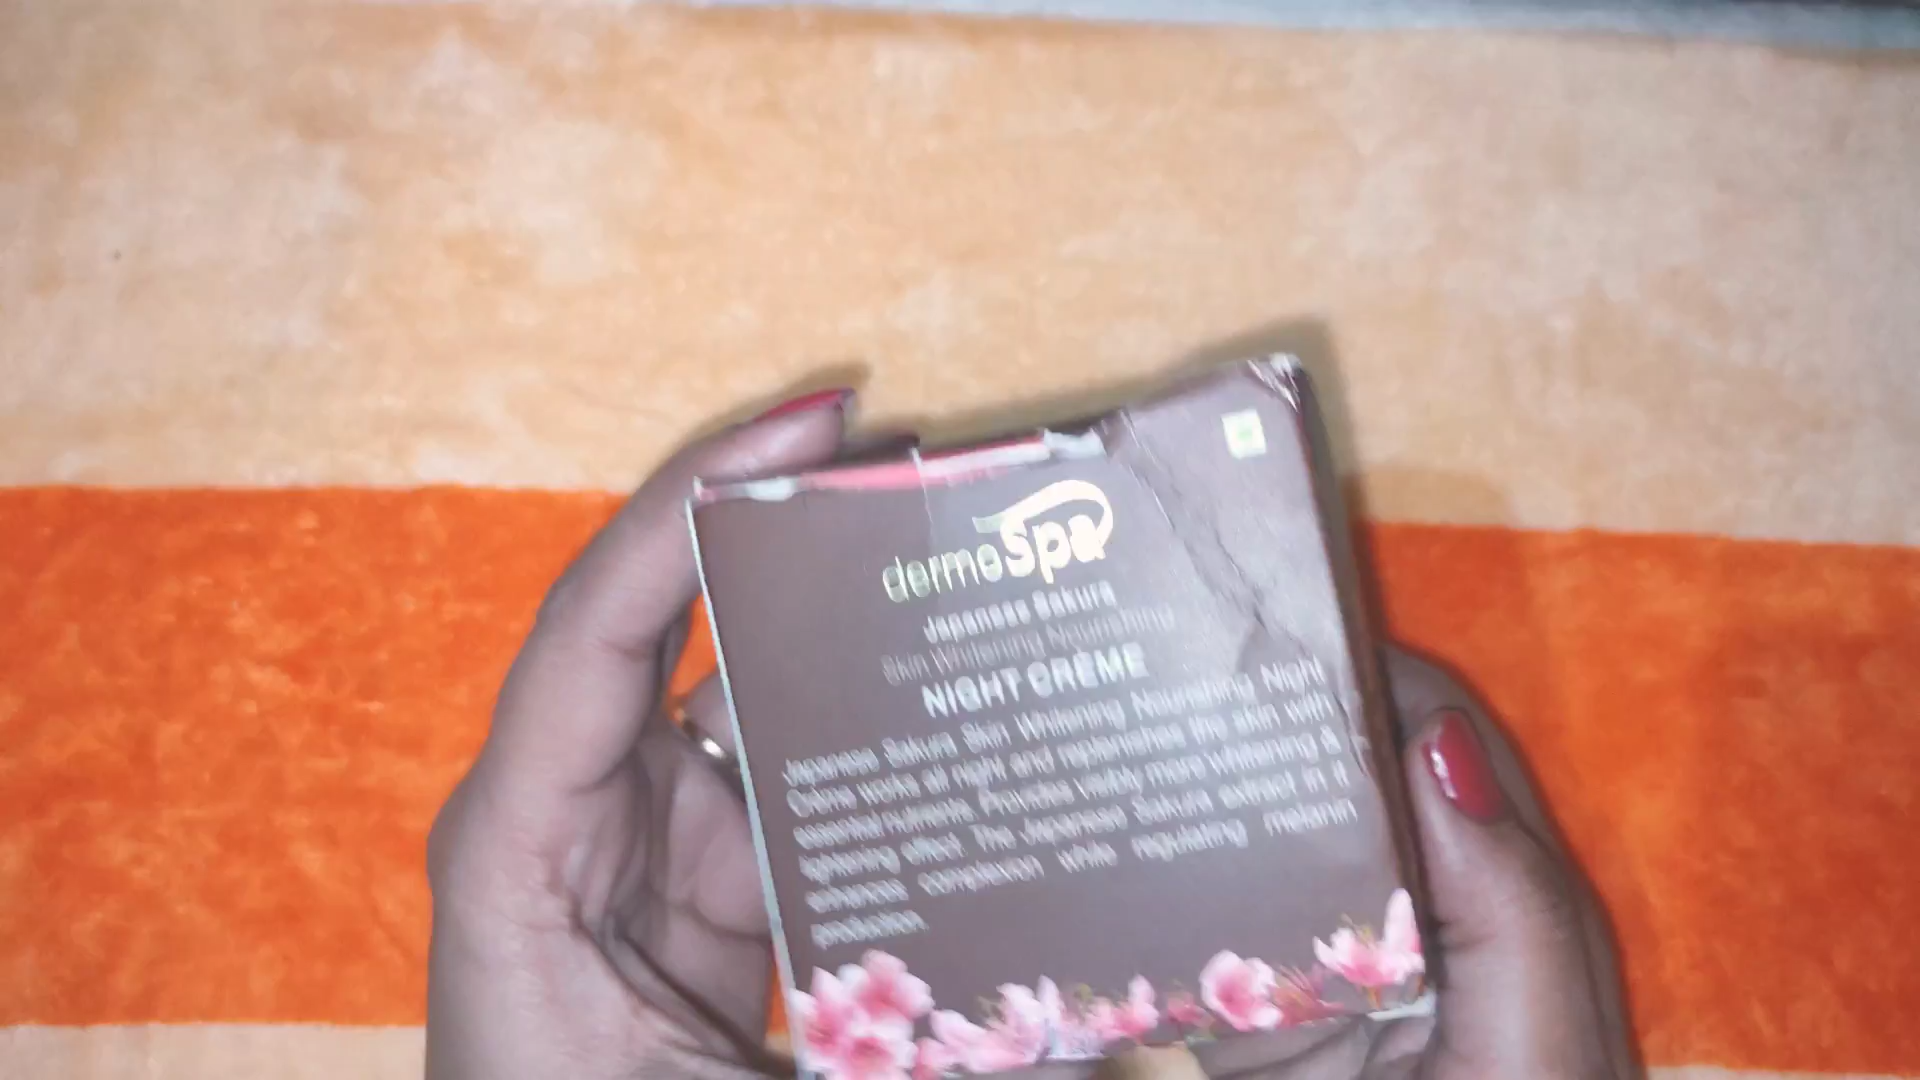 dermospa
Japanese Sakura
Skin Whitening Nourishing
NIGHT CRÈME
Japanese Sakura Skin Whitening Nourishing Night
Crème works at night and replenishes the skin with
essential nutrients. Provides visibly more whitening &
lightening effect. The Japanese Sakura extract in it
enhances complexion while regulating melanin
production.